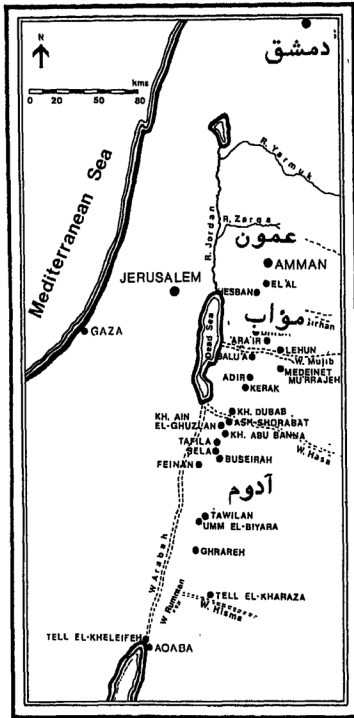 دمشق
N
kms
0 20 40 60 80
Mediterranean Sea
R. Yarmuk
R. Jordan
R. Zarqa
عمون
AMMAN
JERUSALEM
EL'AL
HESBAN
مؤاب
GAZA
Dead Sea
'ARA'IR
LEHUN
W. Mujib
BALU'A
MEDEINET
MU'RRAJEH
ADIR
KERAK
KH. DUBAB
KH. AIN
EL-GHUZLAN
ASH-SHORABAT
KH. ABU BANNA
W. Hasa
TAFILA
SELA
BUSEIRAH
FEINAN
آدوم
TAWILAN
UMM EL-BIYARA
GHRAREH
W. Arabah
W. Rumman
TELL EL-KHARAZA
W. Hisma
TELL EL-KHELEIFEH
AQABA